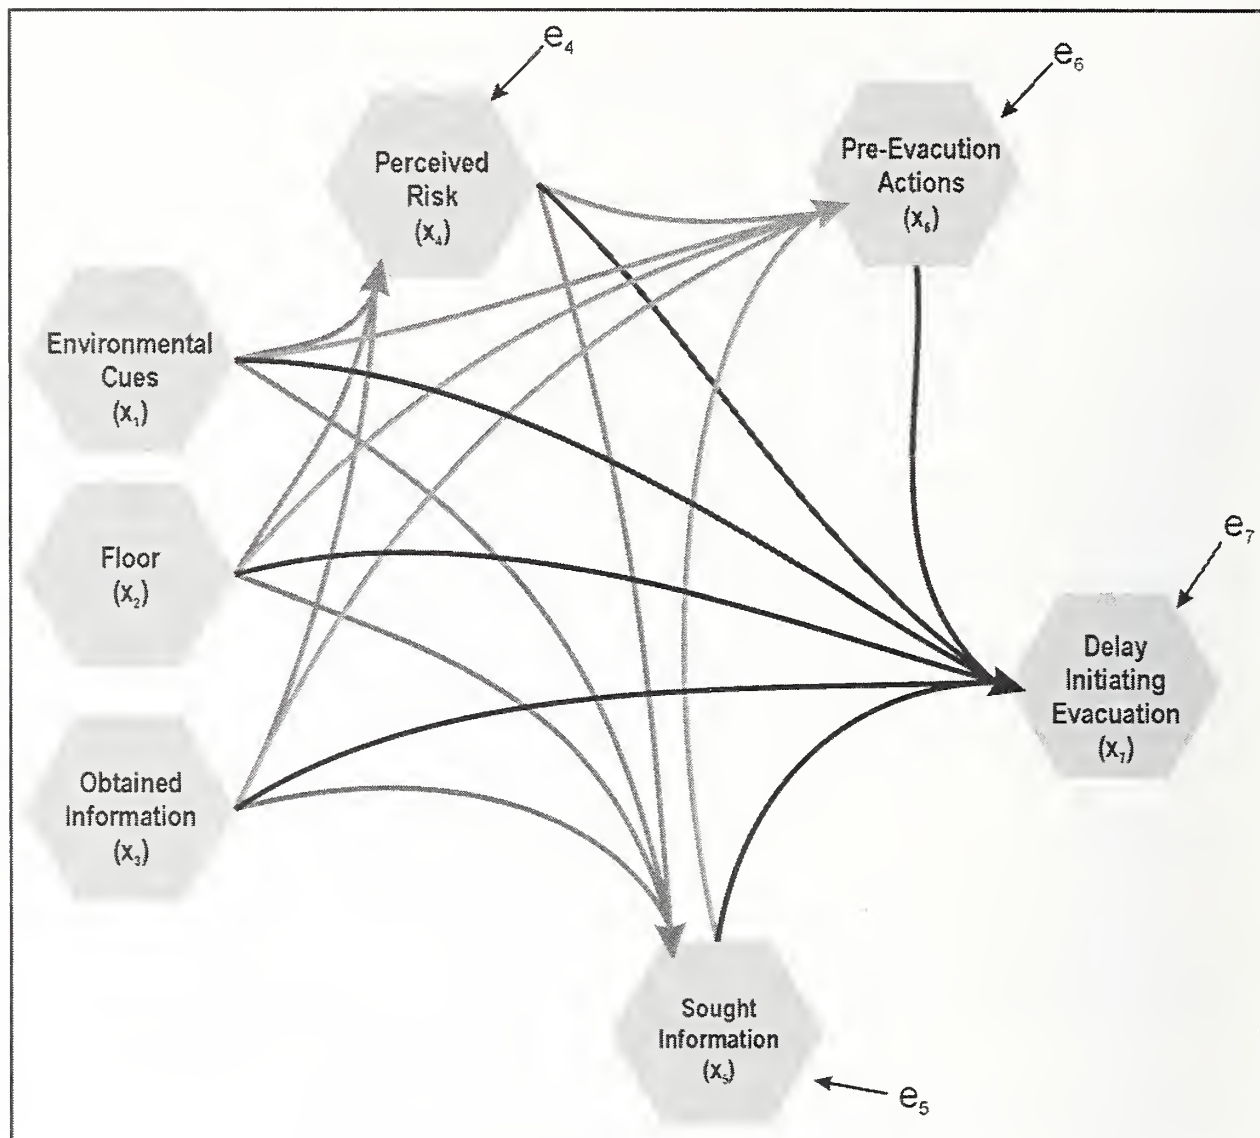 e₄
e₆
Perceived
Risk
(x₄)
Pre-Evacution
Actions
(x₆)
Environmental
Cues
(x₁)
Floor
(x₂)
e₇
Delay
Initiating
Evacuation
(x₇)
Obtained
Information
(x₃)
Sought
Information
(x₅)
e₅